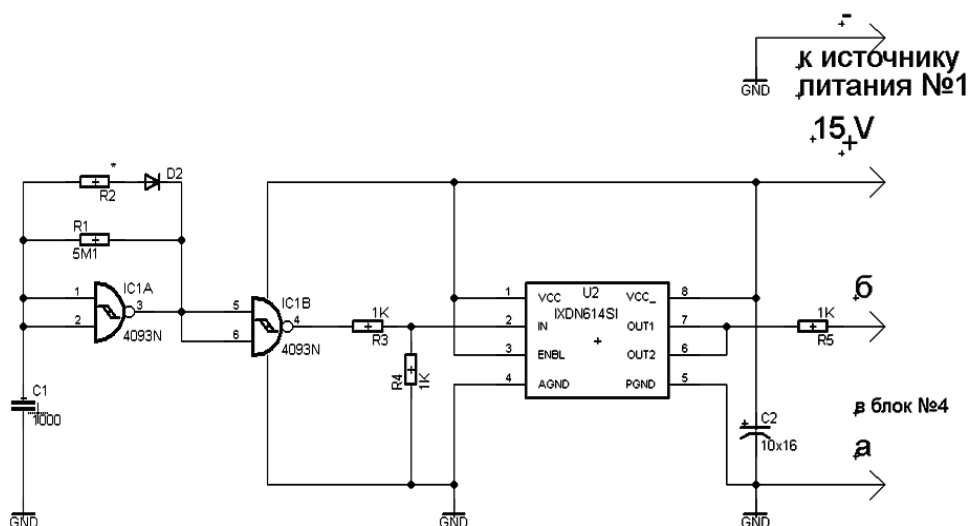 -
к источнику
питания №1
GND
15 V
+
*
D2
R2
R1
5M1
IC1A
1
2
3
4093N
5
6
IC1B
4
4093N
1K
R3
R4
1K
U2
IXDN614SI
1 VCC VCC_ 8
2 IN OUT1 7
3 ENBL OUT2 6
4 AGND PGND 5
б
1K
R5
C1
1000
C2
10x16
в блок №4
а
GND
GND
GND